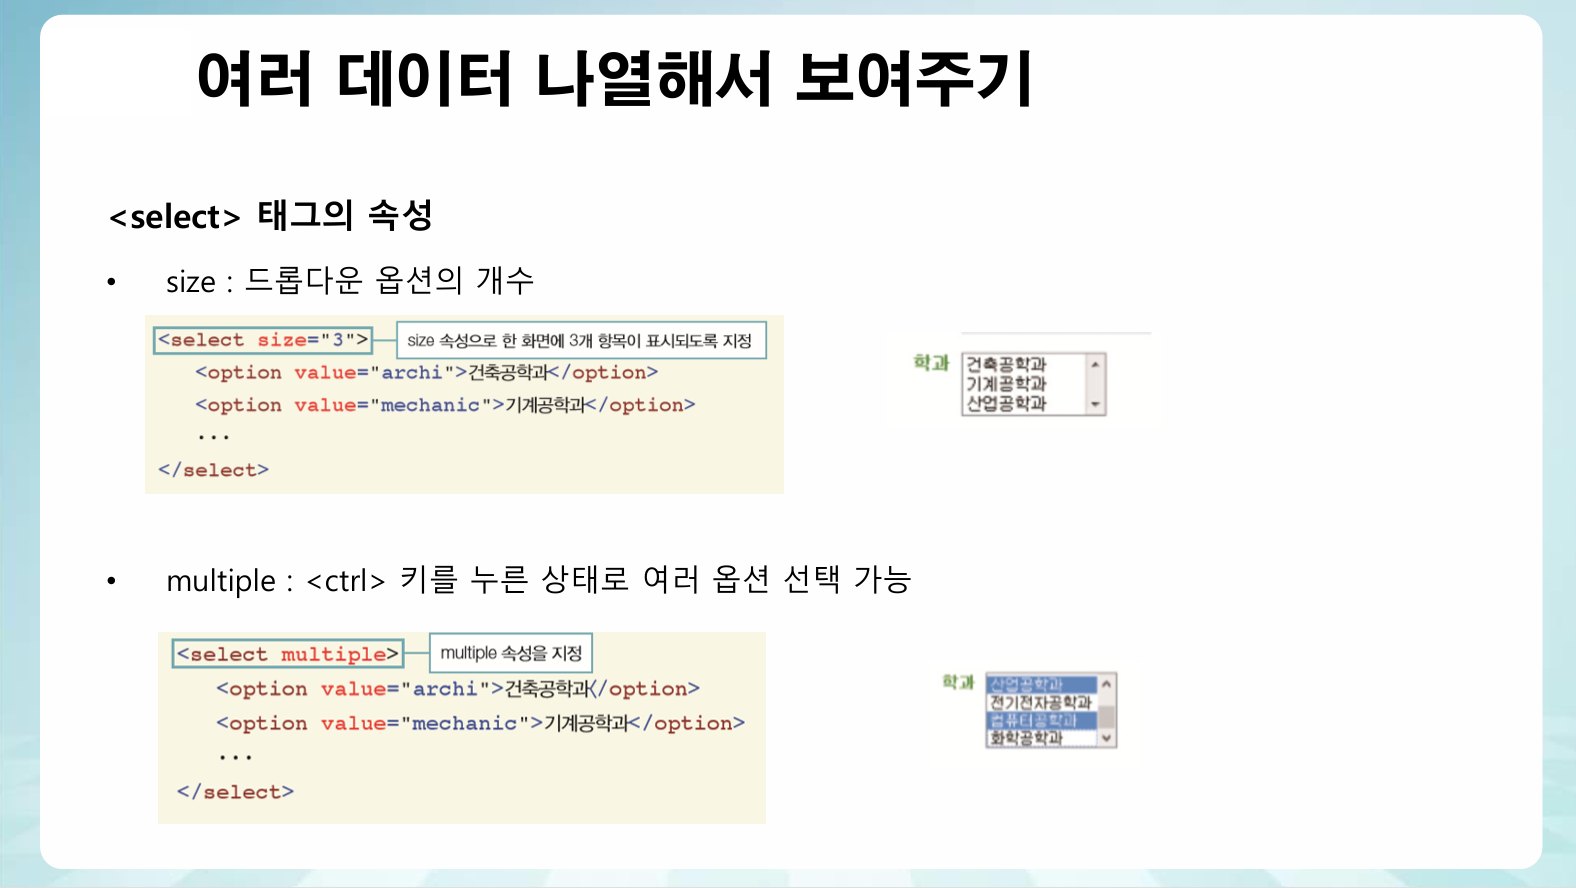 여러 데이터 나열해서 보여주기
<select> 태그의 속성
• size : 드롭다운 옵션의 개수
<select size="3"> size 속성으로 한 화면에 3개 항목이 표시되도록 지정
<option value="archi">건축공학과</option>
<option value="mechanic">기계공학과</option>
...
</select>
학과 건축공학과
기계공학과
산업공학과
• multiple : <ctrl> 키를 누른 상태로 여러 옵션 선택 가능
<select multiple> multiple 속성을 지정
<option value="archi">건축공학과</option>
<option value="mechanic">기계공학과</option>
...
</select>
학과 산업공학과
전기전자공학과
컴퓨터공학과
화학공학과